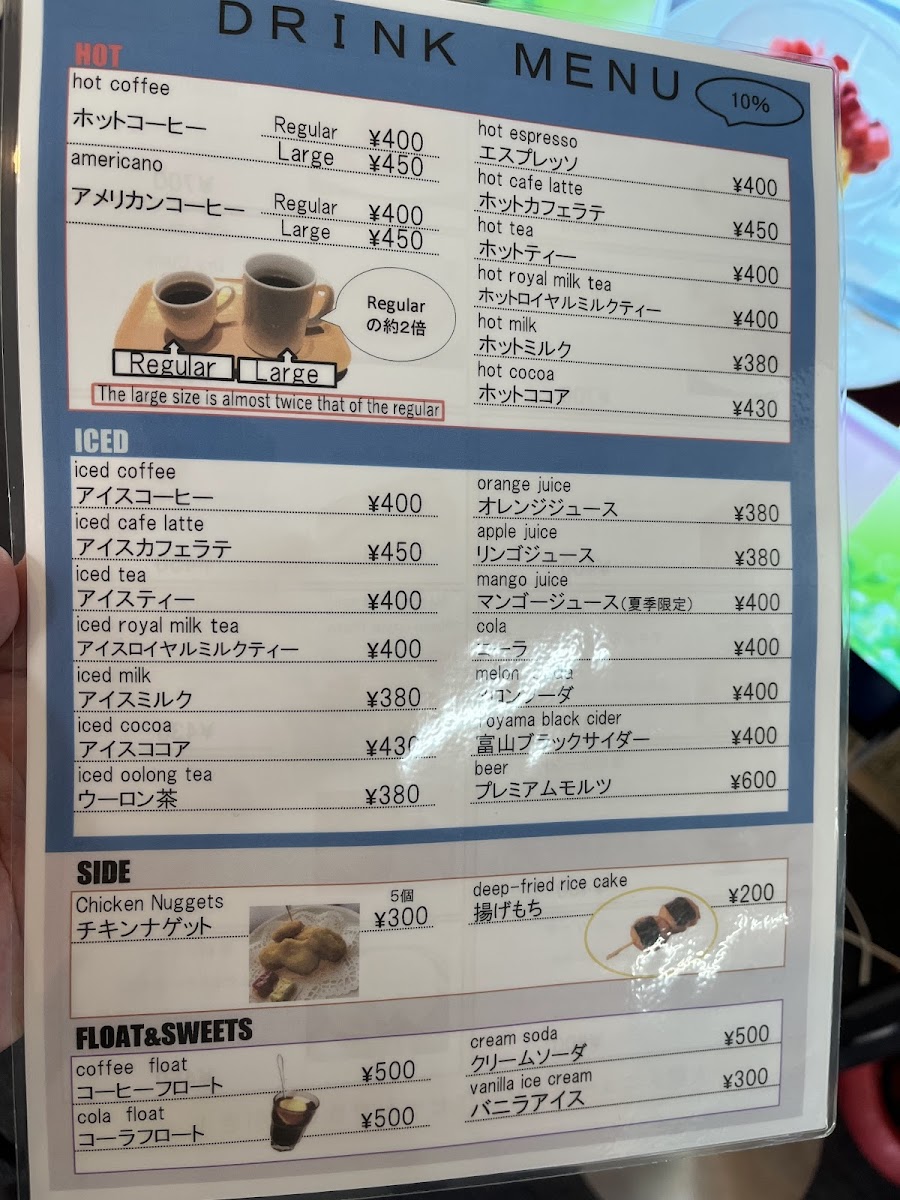 DRINK MENU
10%
HOT
hot coffee
ホットコーヒー Regular ¥400
Large ¥450
americano
アメリカンコーヒー Regular ¥400
Large ¥450
Regular
の約2倍
Regular
Large
The large size is almost twice that of the regular
hot espresso
エスプレッソ ¥400
hot cafe latte
ホットカフェラテ ¥450
hot tea
ホットティー ¥400
hot royal milk tea
ホットロイヤルミルクティー ¥400
hot milk
ホットミルク ¥380
hot cocoa
ホットココア ¥430
ICED
iced coffee
アイスコーヒー ¥400
iced cafe latte
アイスカフェラテ ¥450
iced tea
アイスティー ¥400
iced royal milk tea
アイスロイヤルミルクティー ¥400
iced milk
アイスミルク ¥380
iced cocoa
アイスココア ¥430
iced oolong tea
ウーロン茶 ¥380
orange juice
オレンジジュース ¥380
apple juice
リンゴジュース ¥380
mango juice
マンゴージュース(夏季限定) ¥400
cola
コーラ ¥400
melon soda
メロンソーダ ¥400
Toyama black cider
富山ブラックサイダー ¥400
beer
プレミアムモルツ ¥600
SIDE
Chicken Nuggets
チキンナゲット 5個 ¥300
deep-fried rice cake
揚げもち ¥200
FLOAT&SWEETS
coffee float
コーヒーフロート ¥500
cola float
コーラフロート ¥500
cream soda
クリームソーダ ¥500
vanilla ice cream
バニラアイス ¥300